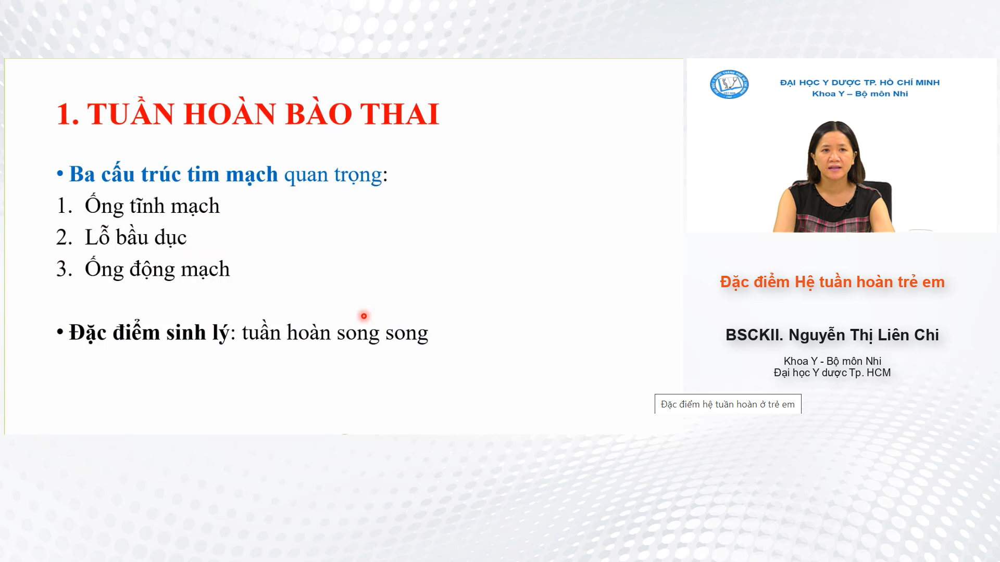 1. TUẦN HOÀN BÀO THAI
• Ba cấu trúc tim mạch quan trọng:
1. Ống tĩnh mạch
2. Lỗ bầu dục
3. Ống động mạch
• Đặc điểm sinh lý: tuần hoàn song song
ĐẠI HỌC Y DƯỢC TP. HỒ CHÍ MINH
Khoa Y – Bộ môn Nhi
Đặc điểm Hệ tuần hoàn trẻ em
BSCKII. Nguyễn Thị Liên Chi
Khoa Y - Bộ môn Nhi
Đại học Y dược Tp. HCM
Đặc điểm hệ tuần hoàn ở trẻ em